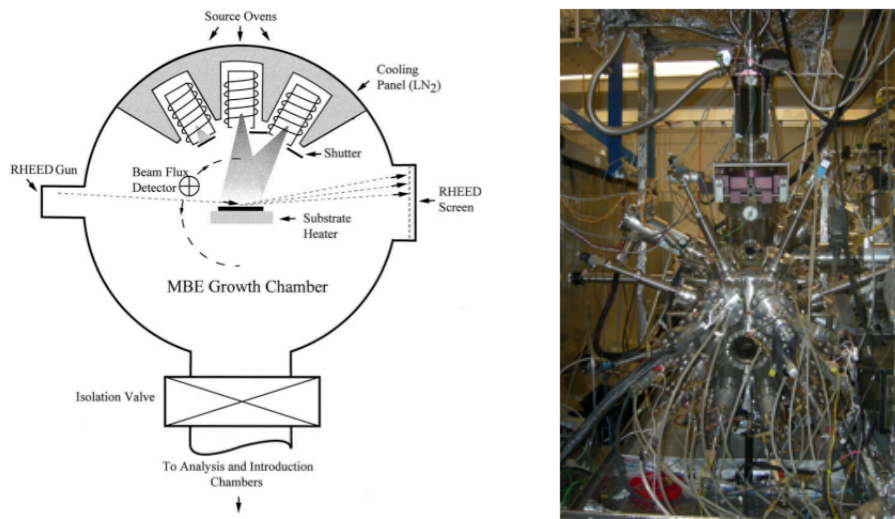 Source Ovens
Cooling
Panel (LN2)
Shutter
RHEED Gun
Beam Flux
Detector
RHEED
Screen
Substrate
Heater
MBE Growth Chamber
Isolation Valve
To Analysis and Introduction
Chambers